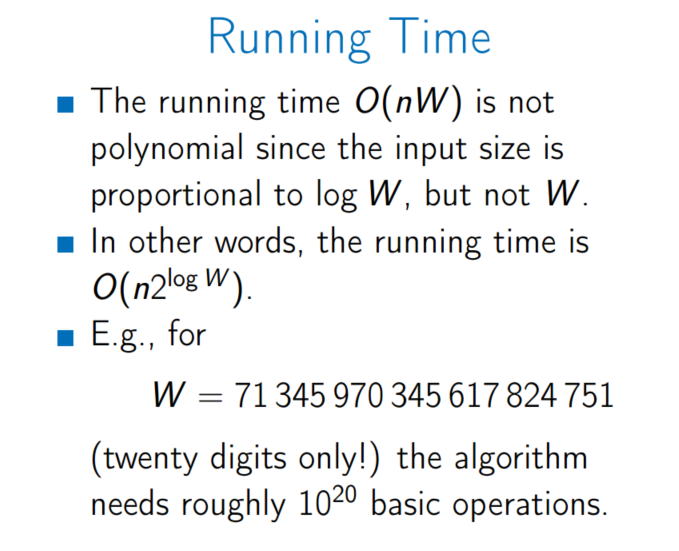 Running Time
■ The running time O(nW) is not
polynomial since the input size is
proportional to log W, but not W.
■ In other words, the running time is
O(n2^{log W}).
■ E.g., for
W = 71 345 970 345 617 824 751
(twenty digits only!) the algorithm
needs roughly 10^{20} basic operations.